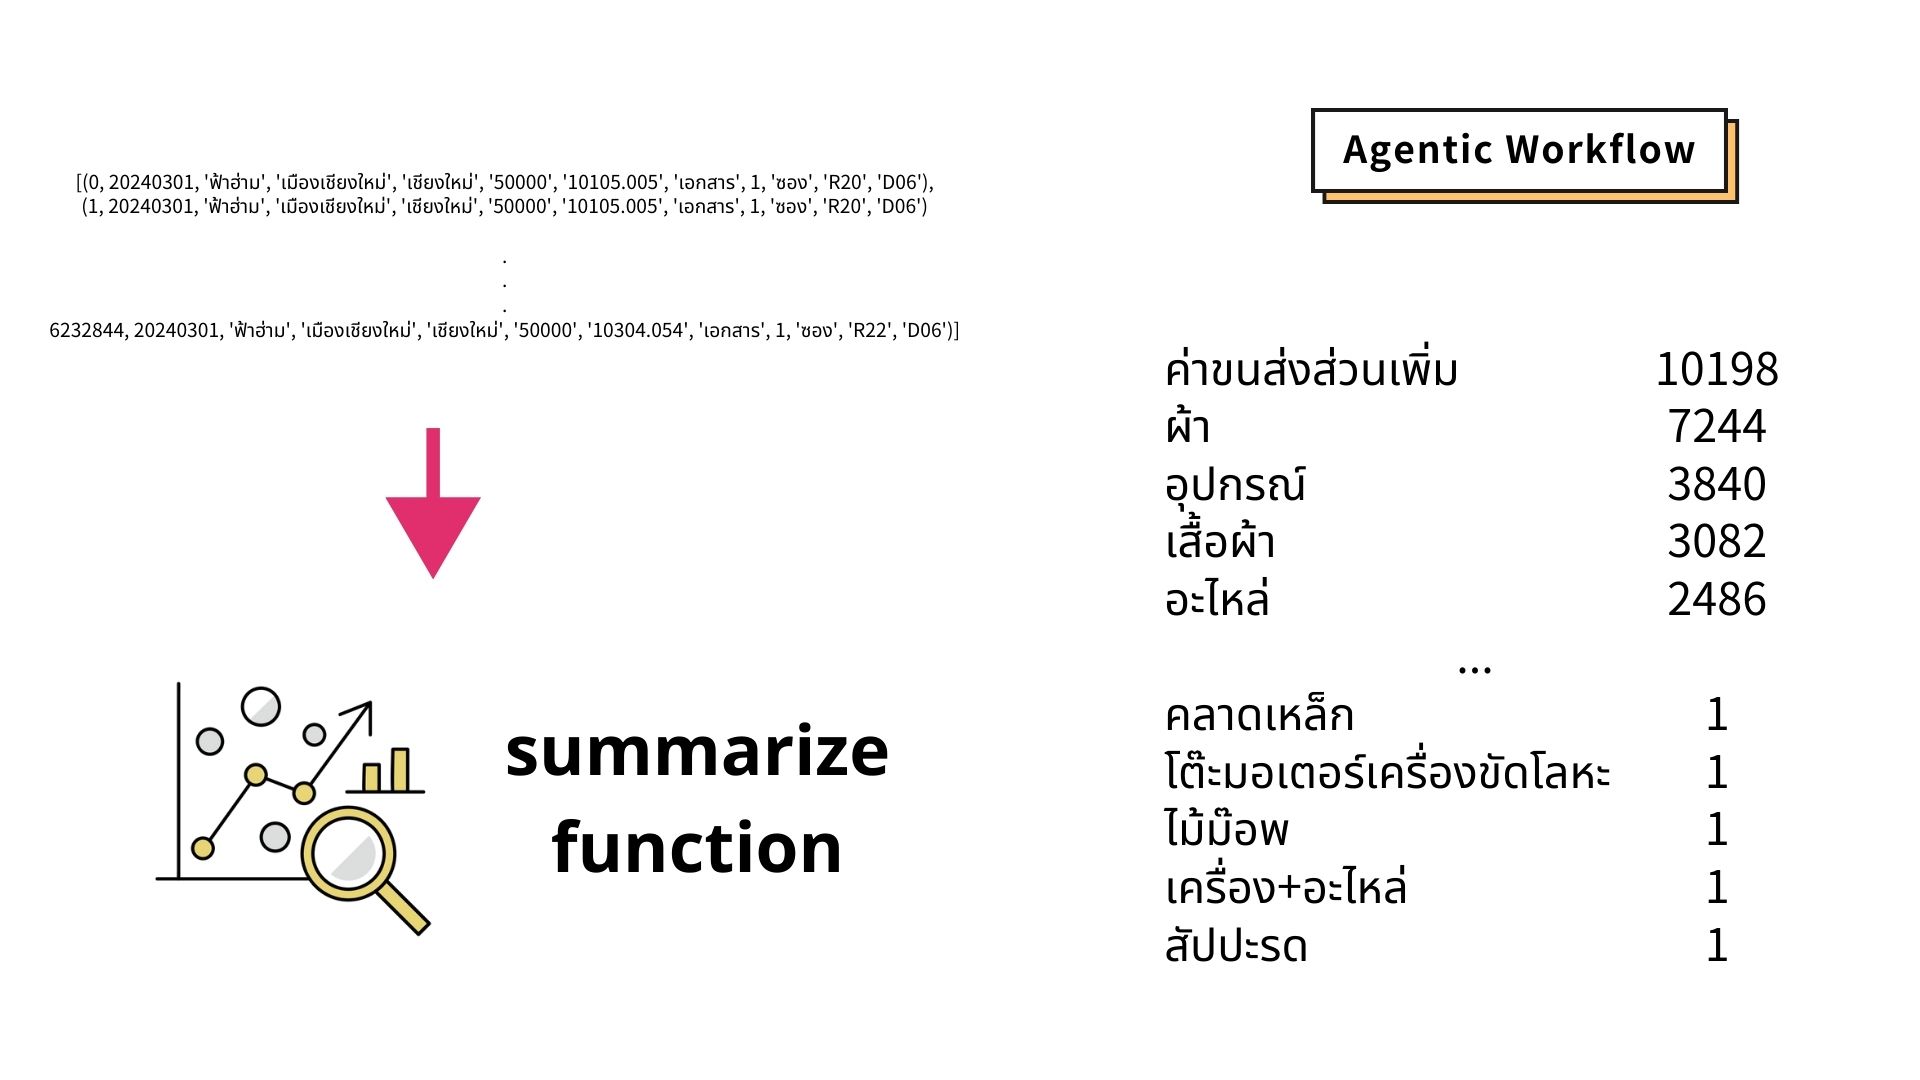 [(0, 20240301, 'ฟ้าฮ่าม', 'เมืองเชียงใหม่', 'เชียงใหม่', '50000', '10105.005', 'เอกสาร', 1, 'ซอง', 'R20', 'D06'),
(1, 20240301, 'ฟ้าฮ่าม', 'เมืองเชียงใหม่', 'เชียงใหม่', '50000', '10105.005', 'เอกสาร', 1, 'ซอง', 'R20', 'D06')
.
.
.
6232844, 20240301, 'ฟ้าฮ่าม', 'เมืองเชียงใหม่', 'เชียงใหม่', '50000', '10304.054', 'เอกสาร', 1, 'ซอง', 'R22', 'D06')]
summarize
function
Agentic Workflow
ค่าขนส่งส่วนเพิ่ม 10198
ผ้า 7244
อุปกรณ์ 3840
เสื้อผ้า 3082
อะไหล่ 2486
...
คลาดเหล็ก 1
โต๊ะมอเตอร์เครื่องขัดโลหะ 1
ไม้ม๊อพ 1
เครื่อง+อะไหล่ 1
สัปปะรด 1